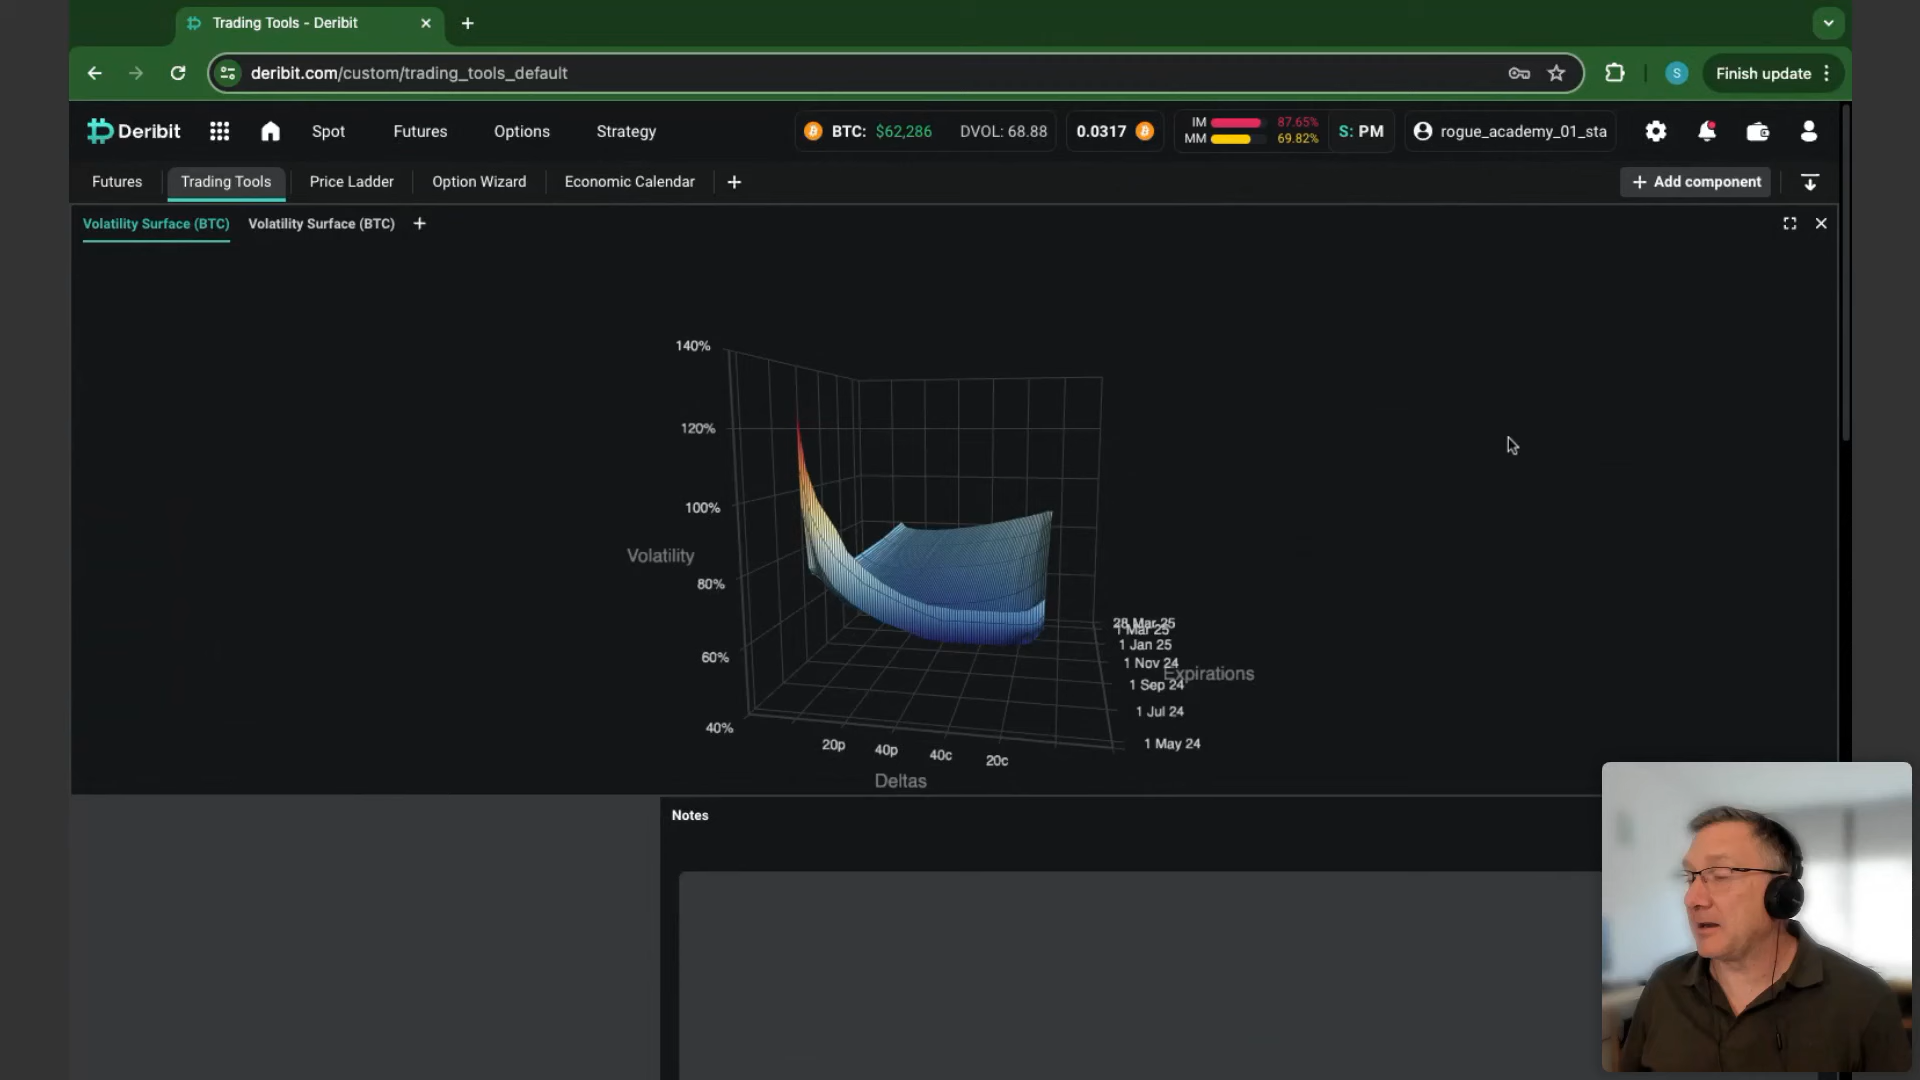 Trading Tools - Deribit
deribit.com/custom/trading_tools_default
S
Finish update
Deribit
Spot
Futures
Options
Strategy
BTC: $62,286 DVOL: 68.88
0.0317
IM 87.65%
MM 69.82%
S: PM
rogue_academy_01_sta
Futures
Trading Tools
Price Ladder
Option Wizard
Economic Calendar
+ Add component
Volatility Surface (BTC)
Volatility Surface (BTC)
140%
120%
100%
Volatility
80%
60%
40%
28 Mar 25
1 Mar 25
1 Jan 25
1 Nov 24
Expirations
1 Sep 24
1 Jul 24
1 May 24
20p
40p
40c
20c
Deltas
Notes